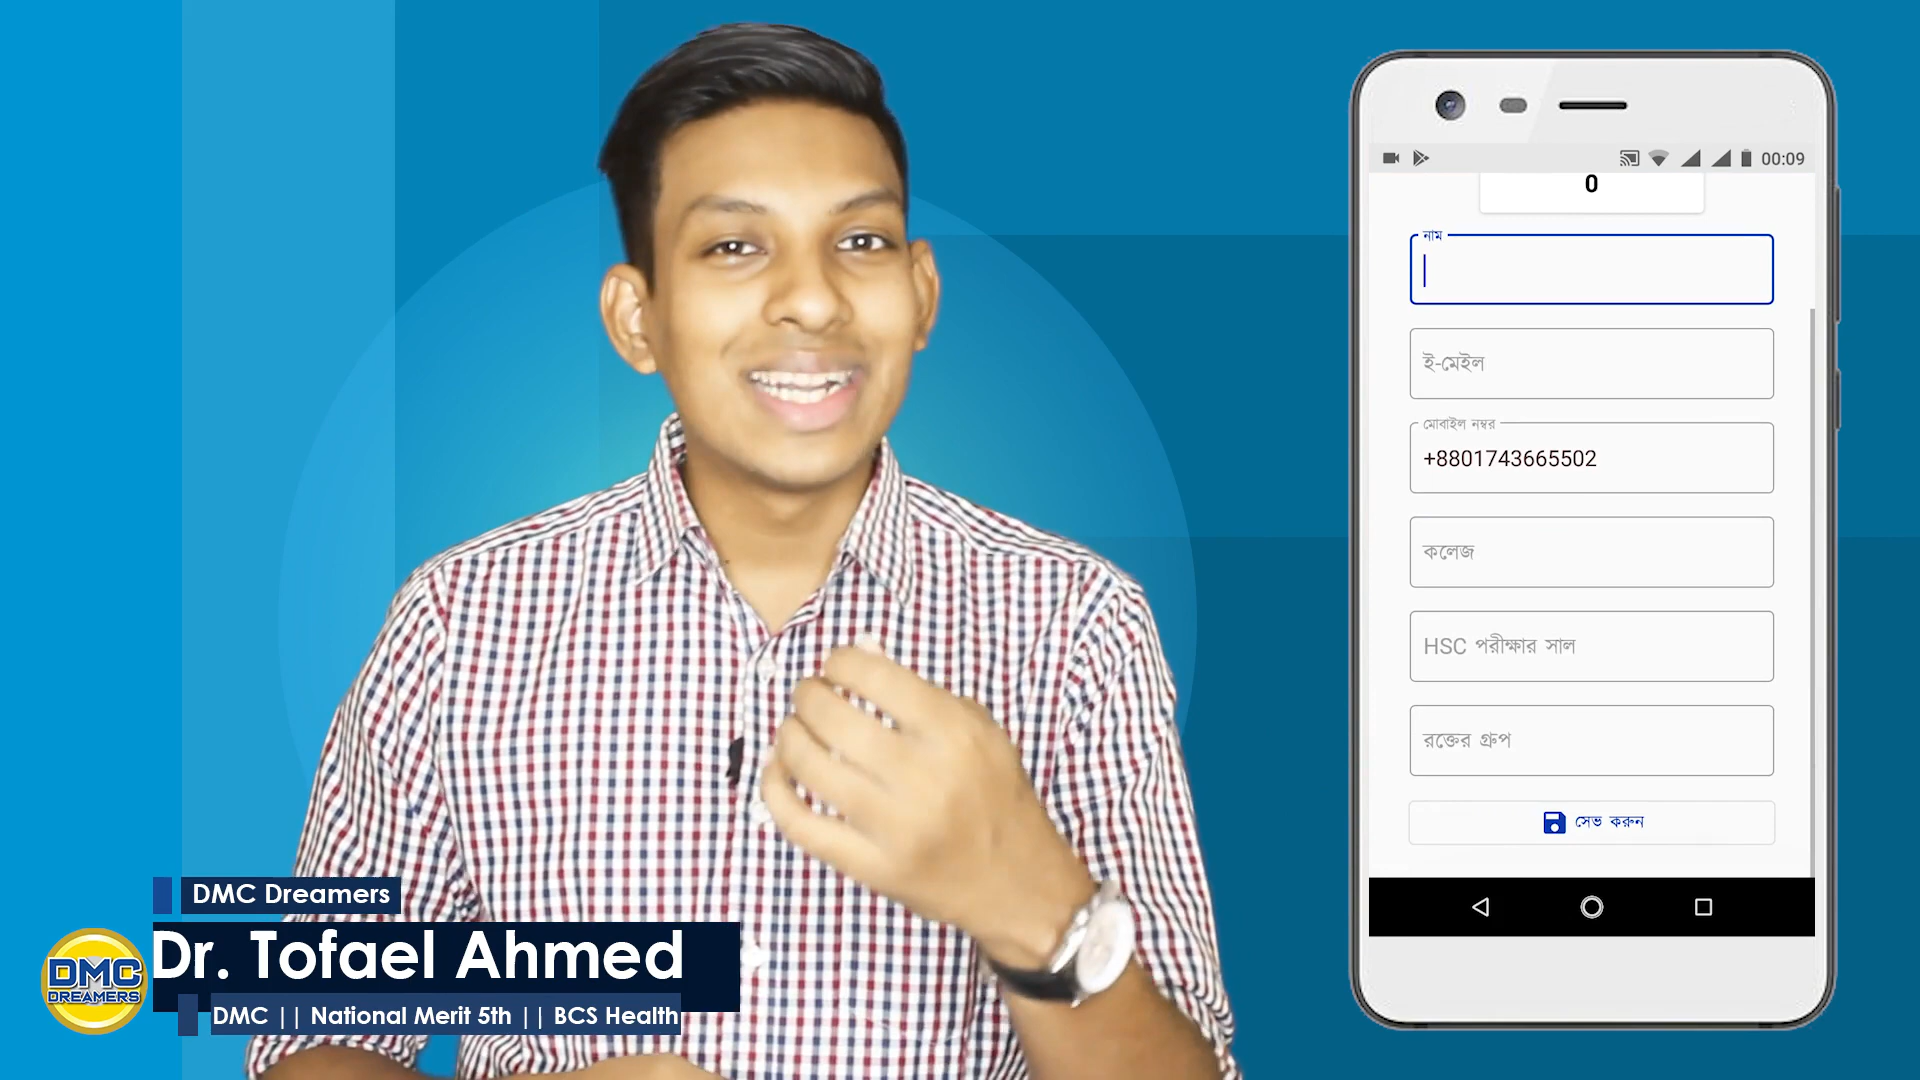 00:09
0
নাম
ই-মেইল
মোবাইল নম্বর
+8801743665502
কলেজ
HSC পরীক্ষার সাল
রক্তের গ্রুপ
সেভ করুন
DMC Dreamers
Dr. Tofael Ahmed
DMC || National Merit 5th || BCS Health
DMC
DREAMERS